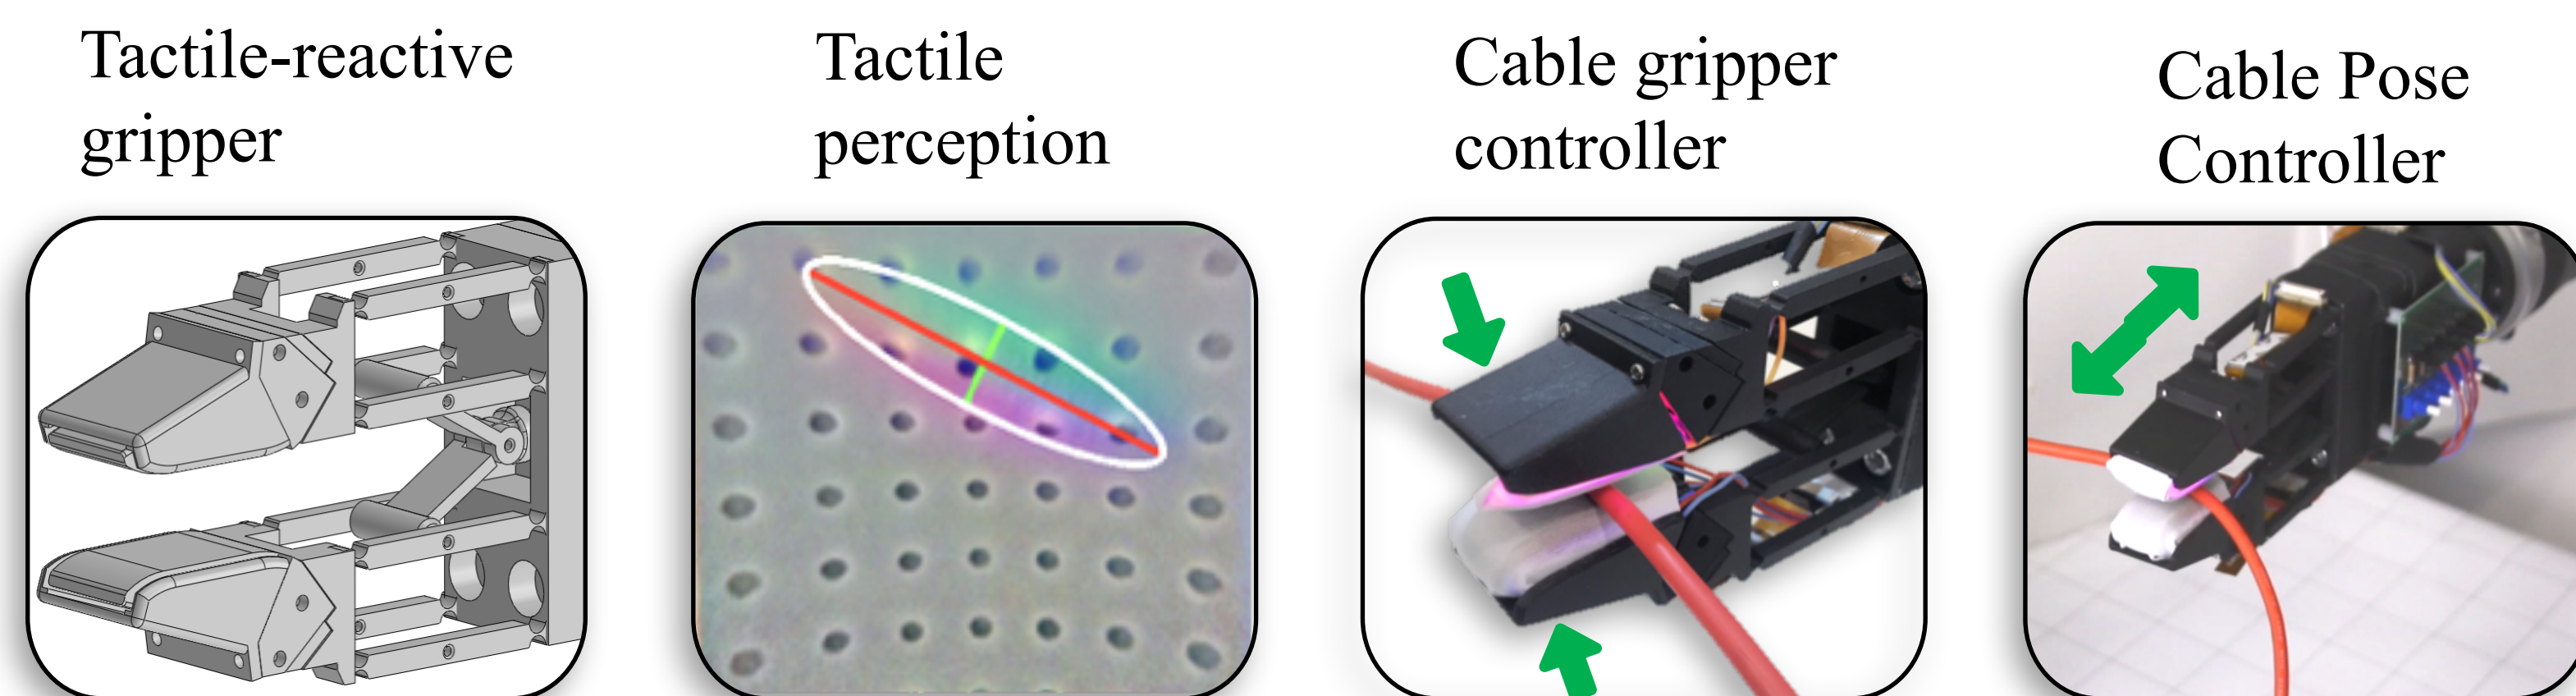 Tactile-reactive
gripper
Tactile
perception
Cable gripper
controller
Cable Pose
Controller